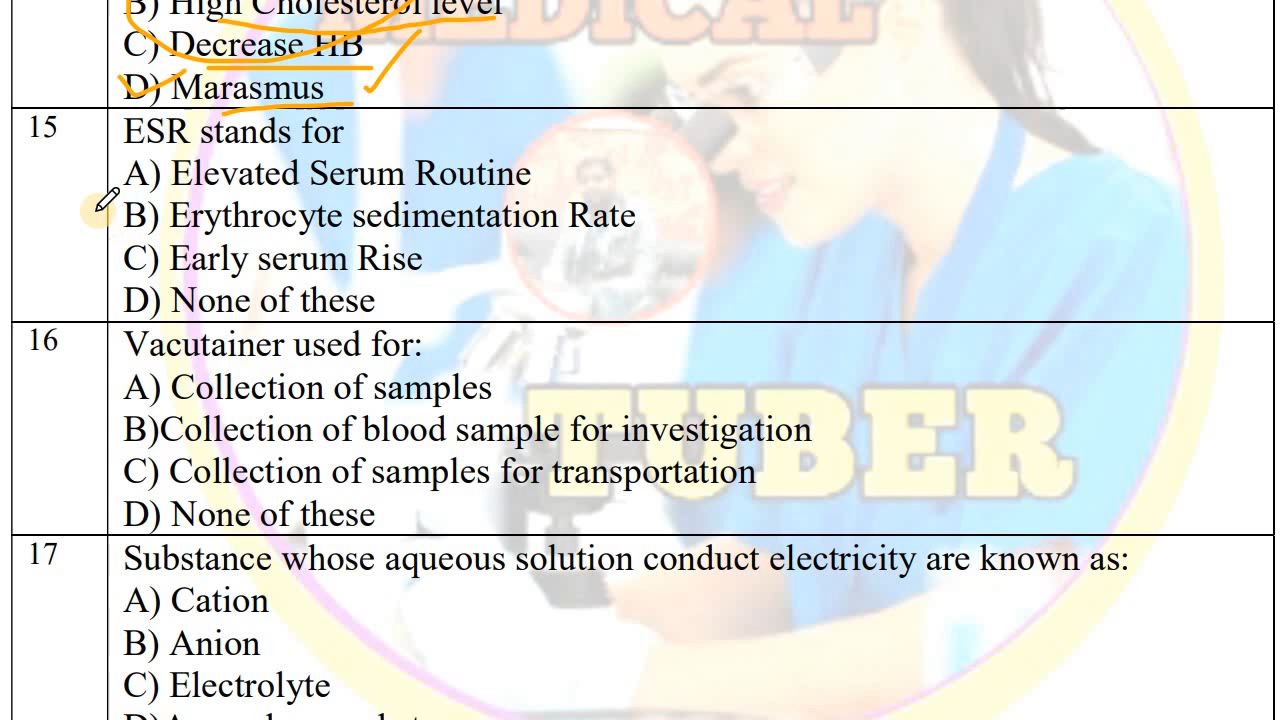 MEDICAL
B) High Cholesterol level
C) Decrease HB
D) Marasmus
15
ESR stands for
A) Elevated Serum Routine
B) Erythrocyte sedimentation Rate
C) Early serum Rise
D) None of these
16
Vacutainer used for:
A) Collection of samples
B)Collection of blood sample for investigation
C) Collection of samples for transportation
D) None of these
TUBER
17
Substance whose aqueous solution conduct electricity are known as:
A) Cation
B) Anion
C) Electrolyte